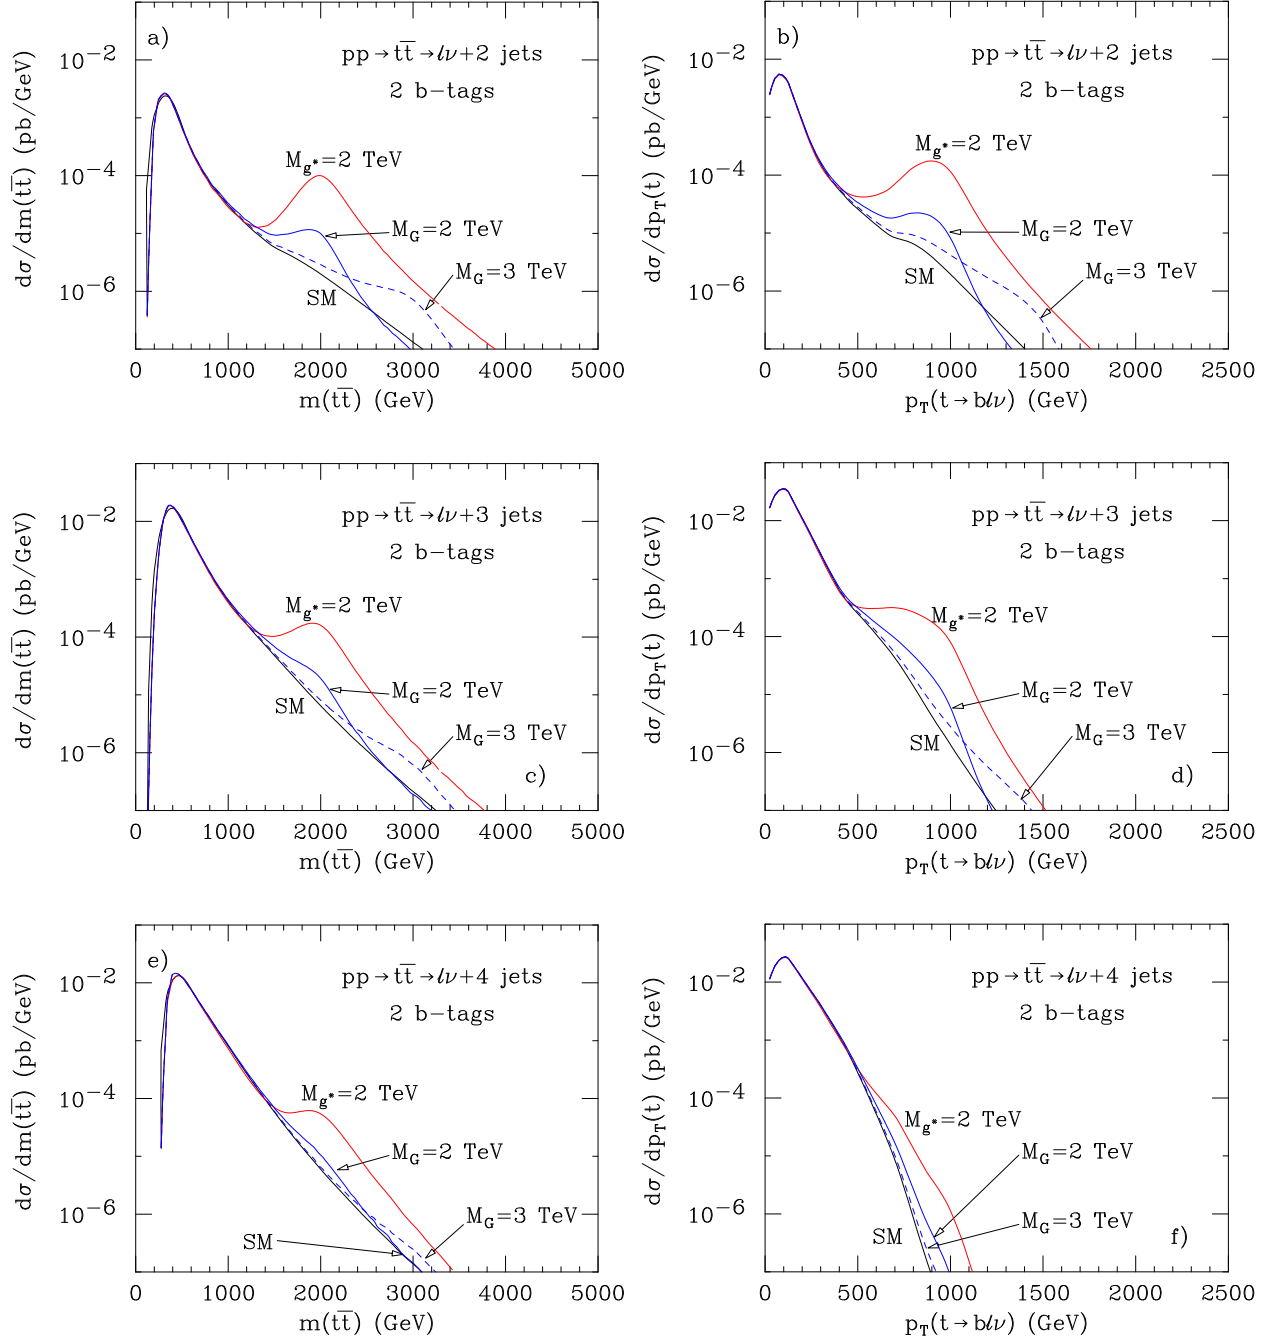 a)
pp→tt̅→lν+2 jets
2 b−tags
M_g*=2 TeV
M_G=2 TeV
M_G=3 TeV
SM
10^−2
10^−4
10^−6
dσ/dm(tt̅) (pb/GeV)
0 1000 2000 3000 4000 5000
m(tt̅) (GeV)
b)
pp→tt̅→lν+2 jets
2 b−tags
M_g*=2 TeV
M_G=2 TeV
M_G=3 TeV
SM
10^−2
10^−4
10^−6
dσ/dp_T(t) (pb/GeV)
0 500 1000 1500 2000 2500
p_T(t→blν) (GeV)
pp→tt̅→lν+3 jets
2 b−tags
M_g*=2 TeV
M_G=2 TeV
SM
M_G=3 TeV
c)
10^−2
10^−4
10^−6
dσ/dm(tt̅) (pb/GeV)
0 1000 2000 3000 4000 5000
m(tt̅) (GeV)
pp→tt̅→lν+3 jets
2 b−tags
M_g*=2 TeV
M_G=2 TeV
M_G=3 TeV
SM
d)
10^−2
10^−4
10^−6
dσ/dp_T(t) (pb/GeV)
0 500 1000 1500 2000 2500
p_T(t→blν) (GeV)
e)
pp→tt̅→lν+4 jets
2 b−tags
M_g*=2 TeV
M_G=2 TeV
M_G=3 TeV
SM
10^−2
10^−4
10^−6
dσ/dm(tt̅) (pb/GeV)
0 1000 2000 3000 4000 5000
m(tt̅) (GeV)
pp→tt̅→lν+4 jets
2 b−tags
M_g*=2 TeV
M_G=2 TeV
M_G=3 TeV
SM
f)
10^−2
10^−4
10^−6
dσ/dp_T(t) (pb/GeV)
0 500 1000 1500 2000 2500
p_T(t→blν) (GeV)